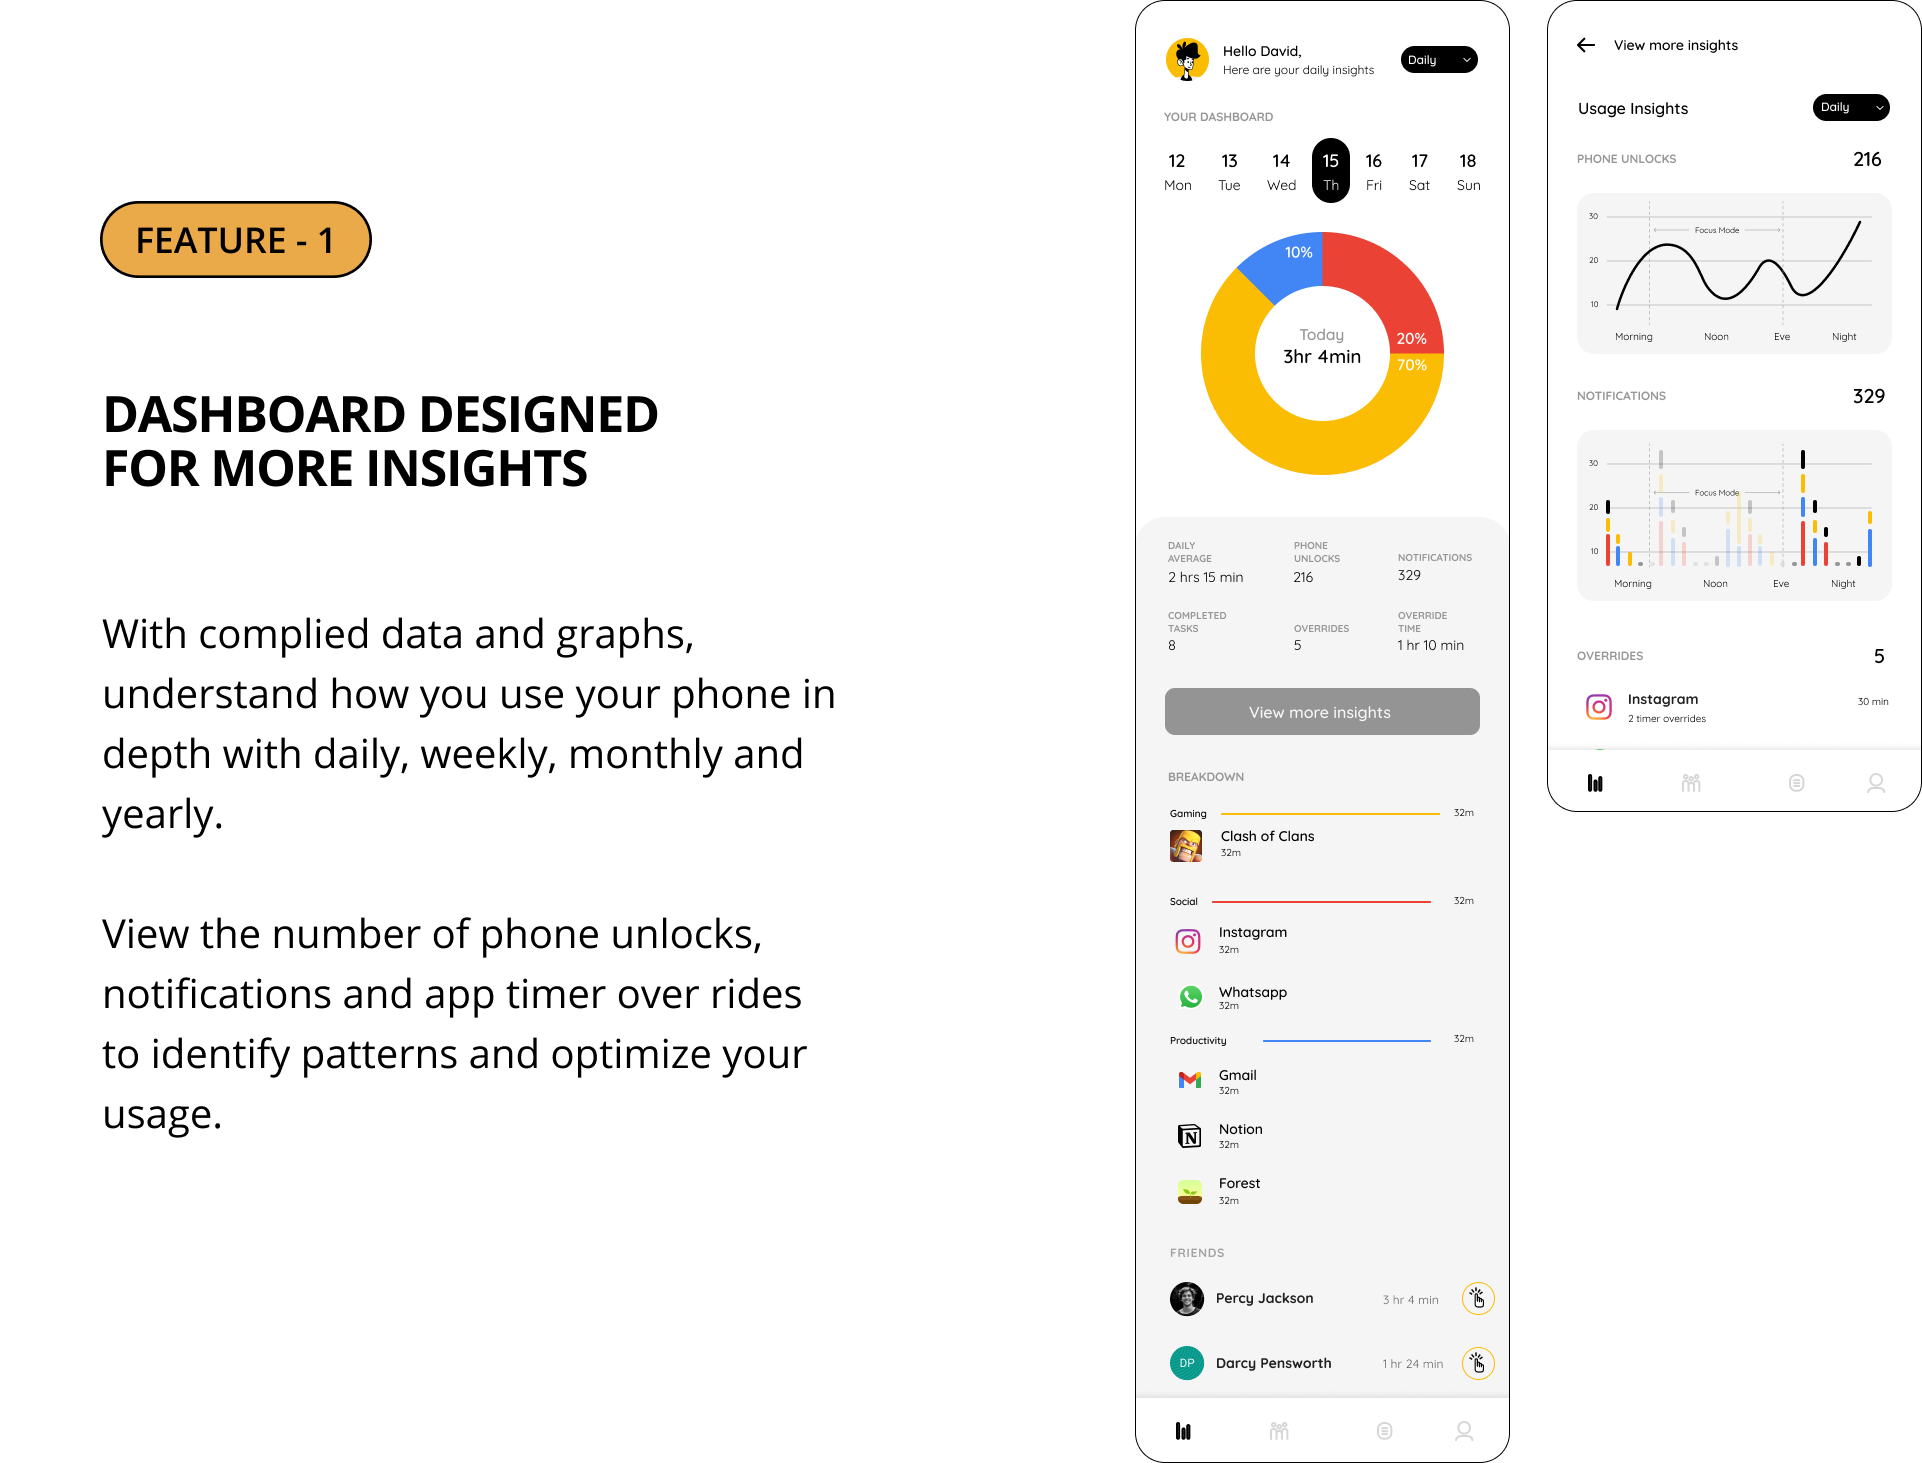 FEATURE - 1
DASHBOARD DESIGNED
FOR MORE INSIGHTS
With complied data and graphs,
understand how you use your phone in
depth with daily, weekly, monthly and
yearly.
View the number of phone unlocks,
notifications and app timer over rides
to identify patterns and optimize your
usage.
Hello David,
Here are your daily insights
Daily
YOUR DASHBOARD
12 13 14 15 16 17 18
Mon Tue Wed Th Fri Sat Sun
10%
20%
70%
Today
3hr 4min
DAILY
AVERAGE
2 hrs 15 min
PHONE
UNLOCKS
216
NOTIFICATIONS
329
COMPLETED
TASKS
8
OVERRIDES
5
OVERRIDE
TIME
1 hr 10 min
View more insights
BREAKDOWN
Gaming 32m
Clash of Clans
32m
Social 32m
Instagram
32m
Whatsapp
32m
Productivity 32m
Gmail
32m
Notion
32m
Forest
32m
FRIENDS
Percy Jackson 3 hr 4 min
DP Darcy Pensworth 1 hr 24 min
View more insights
Usage Insights Daily
PHONE UNLOCKS 216
30
Focus Mode
20
10
Morning Noon Eve Night
NOTIFICATIONS 329
30
Focus Mode
20
10
Morning Noon Eve Night
OVERRIDES 5
Instagram 30 min
2 timer overrides